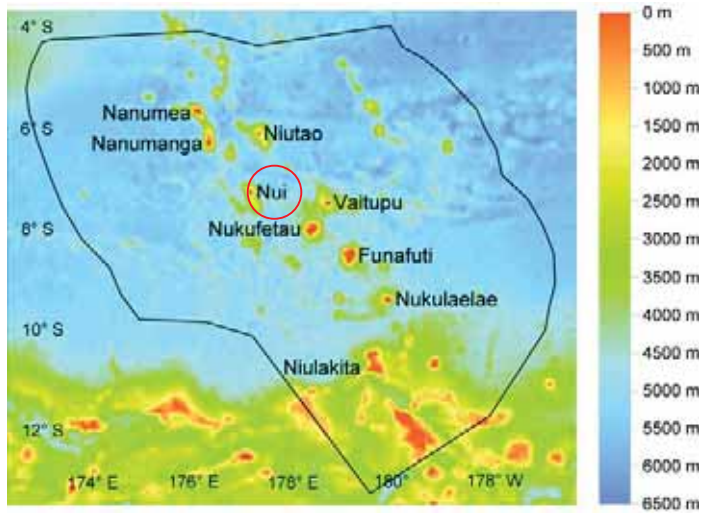 4° S
Nanumea
6° S
Niutao
Nanumanga
Nui
Vaitupu
8° S
Nukufetau
Funafuti
Nukulaelae
10° S
Niulakita
12° S
174° E
176° E
178° E
180°
178° W
0 m
500 m
1000 m
1500 m
2000 m
2500 m
3000 m
3500 m
4000 m
4500 m
5000 m
5500 m
6000 m
6500 m